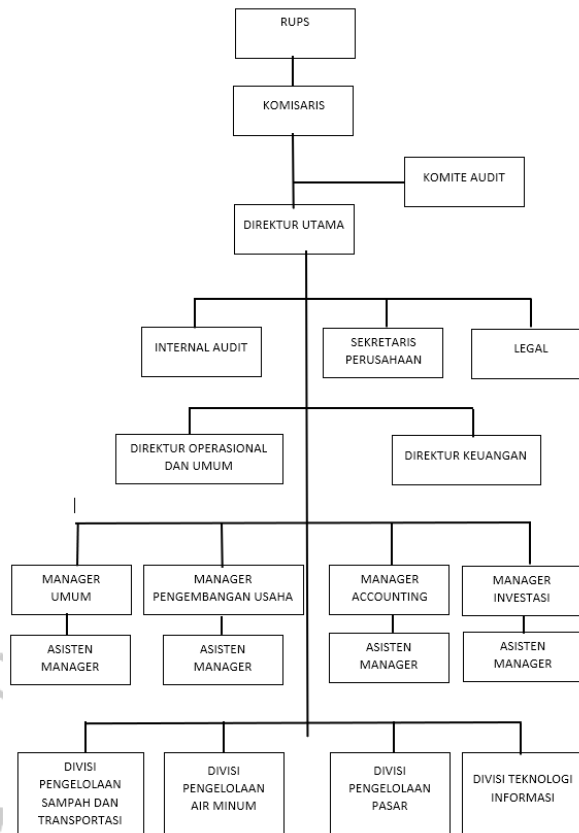 RUPS
KOMISARIS
KOMITE AUDIT
DIREKTUR UTAMA
INTERNAL AUDIT
SEKRETARIS
PERUSAHAAN
LEGAL
DIREKTUR OPERASIONAL
DAN UMUM
DIREKTUR KEUANGAN
MANAGER
UMUM
MANAGER
PENGEMBANGAN USAHA
MANAGER
ACCOUNTING
MANAGER
INVESTASI
ASISTEN
MANAGER
ASISTEN
MANAGER
ASISTEN
MANAGER
ASISTEN
MANAGER
DIVISI
PENGELOLAAN
SAMPAH DAN
TRANSPORTASI
DIVISI
PENGELOLAAN
AIR MINUM
DIVISI
PENGELOLAAN
PASAR
DIVISI TEKNOLOGI
INFORMASI